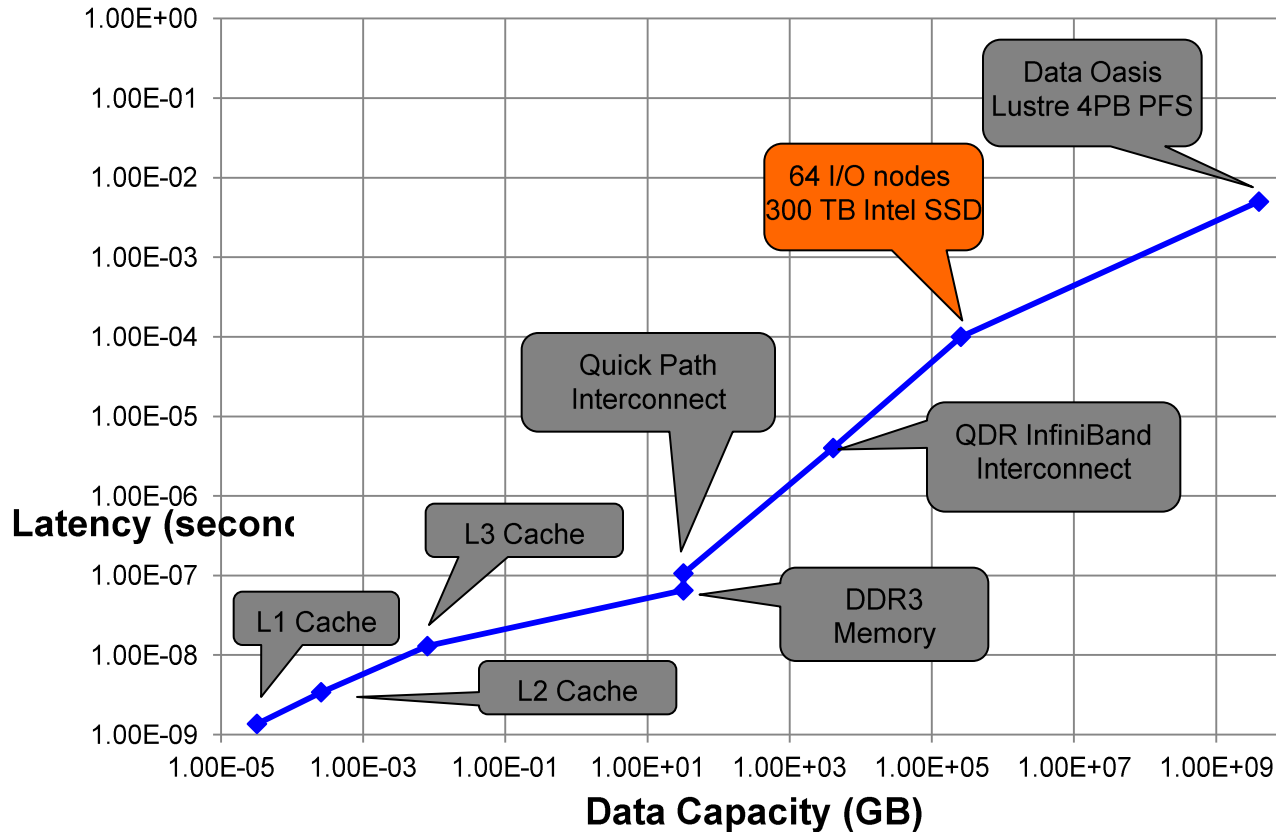 1.00E+00
1.00E-01
1.00E-02
1.00E-03
1.00E-04
1.00E-05
1.00E-06
1.00E-07
1.00E-08
1.00E-09
Latency (secon
Data Oasis
Lustre 4PB PFS
64 I/O nodes
300 TB Intel SSD
Quick Path
Interconnect
QDR InfiniBand
Interconnect
L3 Cache
DDR3
Memory
L1 Cache
L2 Cache
1.00E-05 1.00E-03 1.00E-01 1.00E+01 1.00E+03 1.00E+05 1.00E+07 1.00E+09
Data Capacity (GB)